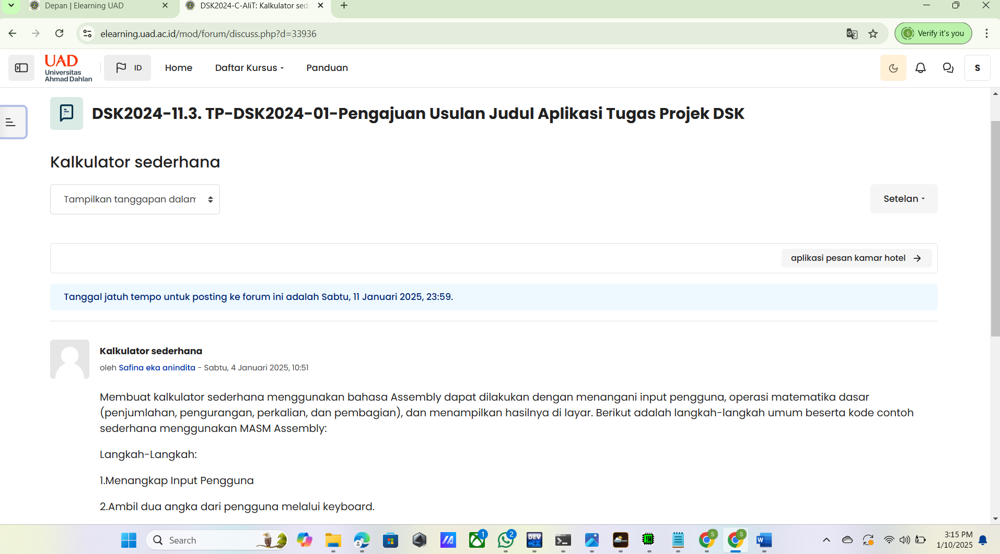 Depan | Elearning UAD
DSK2024-C-AliT: Kalkulator sed
elearning.uad.ac.id/mod/forum/discuss.php?d=33936
S
Verify it's you
UAD
Universitas
Ahmad Dahlan
ID
Home
Daftar Kursus
Panduan
S
DSK2024-11.3. TP-DSK2024-01-Pengajuan Usulan Judul Aplikasi Tugas Projek DSK
Kalkulator sederhana
Tampilkan tanggapan dalam
Setelan
aplikasi pesan kamar hotel
Tanggal jatuh tempo untuk posting ke forum ini adalah Sabtu, 11 Januari 2025, 23:59.
Kalkulator sederhana
oleh Safina eka anindita - Sabtu, 4 Januari 2025, 10:51
Membuat kalkulator sederhana menggunakan bahasa Assembly dapat dilakukan dengan menangani input pengguna, operasi matematika dasar
(penjumlahan, pengurangan, perkalian, dan pembagian), dan menampilkan hasilnya di layar. Berikut adalah langkah-langkah umum beserta kode contoh
sederhana menggunakan MASM Assembly:
Langkah-Langkah:
1.Menangkap Input Pengguna
2.Ambil dua angka dari pengguna melalui keyboard.
Search
1
2
DEV
C++
S
S
W
3:15 PM
1/10/2025